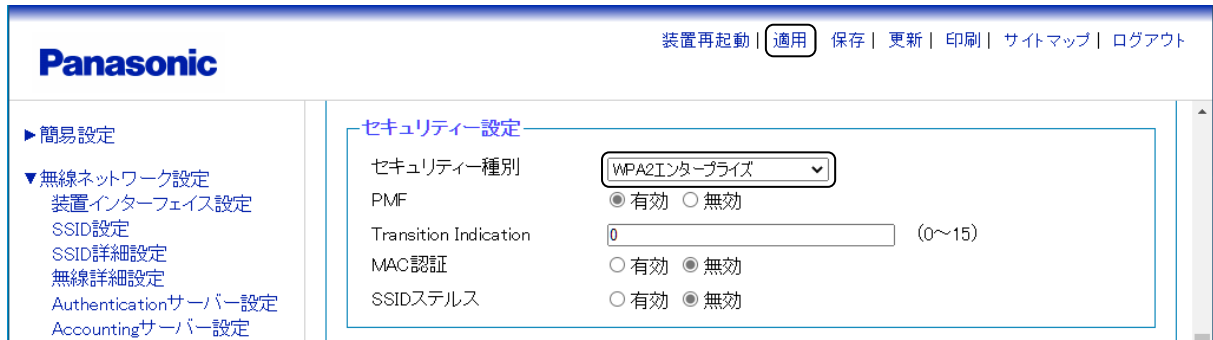 装置再起動| 適用 保存| 更新| 印刷| サイトマップ| ログアウト
Panasonic
▶簡易設定
▼無線ネットワーク設定
装置インターフェイス設定
SSID設定
SSID詳細設定
無線詳細設定
Authenticationサーバー設定
Accountingサーバー設定
セキュリティー設定
セキュリティー種別 WPA2エンタープライズ
PMF 有効 無効
Transition Indication 0 (0～15)
MAC認証 有効 無効
SSIDステルス 有効 無効